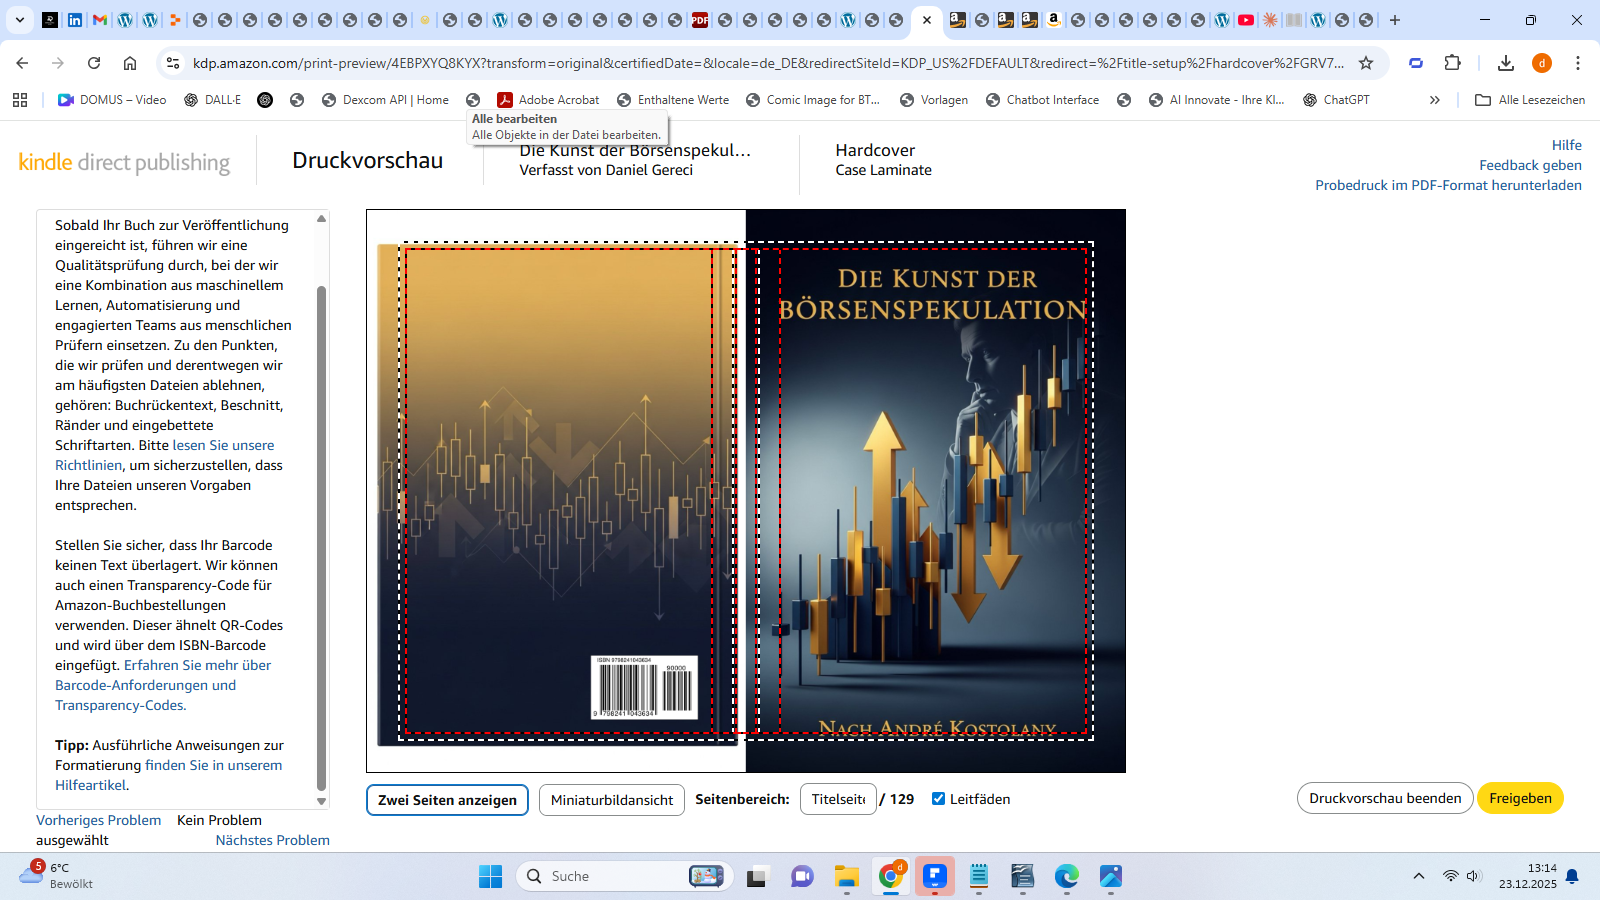 kdp.amazon.com/print-preview/4EBPXYQ8KYX?transform=original&certifiedDate=&locale=de_DE&redirectSiteId=KDP_US%2FDEFAULT&redirect=%2Ftitle-setup%2Fhardcover%2FGRV7...
DOMUS – Video
DALL·E
Dexcom API | Home
Adobe Acrobat
Enthaltene Werte
Comic Image for BT...
Vorlagen
Chatbot Interface
AI Innovate - Ihre KI...
ChatGPT
Alle Lesezeichen
Alle bearbeiten
Alle Objekte in der Datei bearbeiten.
kindle direct publishing
Druckvorschau
Die Kunst der Börsenspekul...
Verfasst von Daniel Gereci
Hardcover
Case Laminate
Hilfe
Feedback geben
Probedruck im PDF-Format herunterladen
Sobald Ihr Buch zur Veröffentlichung
eingereicht ist, führen wir eine
Qualitätsprüfung durch, bei der wir
eine Kombination aus maschinellem
Lernen, Automatisierung und
engagierten Teams aus menschlichen
Prüfern einsetzen. Zu den Punkten,
die wir prüfen und derentwegen wir
am häufigsten Dateien ablehnen,
gehören: Buchrückentext, Beschnitt,
Ränder und eingebettete
Schriftarten. Bitte lesen Sie unsere
Richtlinien, um sicherzustellen, dass
Ihre Dateien unseren Vorgaben
entsprechen.
Stellen Sie sicher, dass Ihr Barcode
keinen Text überlagert. Wir können
auch einen Transparency-Code für
Amazon-Buchbestellungen
verwenden. Dieser ähnelt QR-Codes
und wird über dem ISBN-Barcode
eingefügt. Erfahren Sie mehr über
Barcode-Anforderungen und
Transparency-Codes.
Tipp: Ausführliche Anweisungen zur
Formatierung finden Sie in unserem
Hilfeartikel.
Vorheriges Problem
Kein Problem
ausgewählt
Nächstes Problem
ISBN 9798241043634
90000
9 798241 043634
Die Kunst der
Börsenspekulation
Nach André Kostolany
Zwei Seiten anzeigen
Miniaturbildansicht
Seitenbereich:
Titelseite
/ 129
Leitfäden
Druckvorschau beenden
Freigeben
5
6°C
Bewölkt
Suche
13:14
23.12.2025